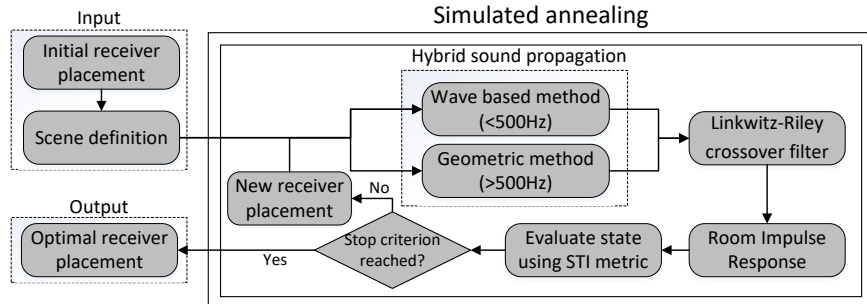 Simulated annealing
Input
Initial receiver
placement
Scene definition
Hybrid sound propagation
Wave based method
(<500Hz)
Geometric method
(>500Hz)
Linkwitz-Riley
crossover filter
New receiver
placement
No
Output
Optimal receiver
placement
Yes
Stop criterion
reached?
Evaluate state
using STI metric
Room Impulse
Response